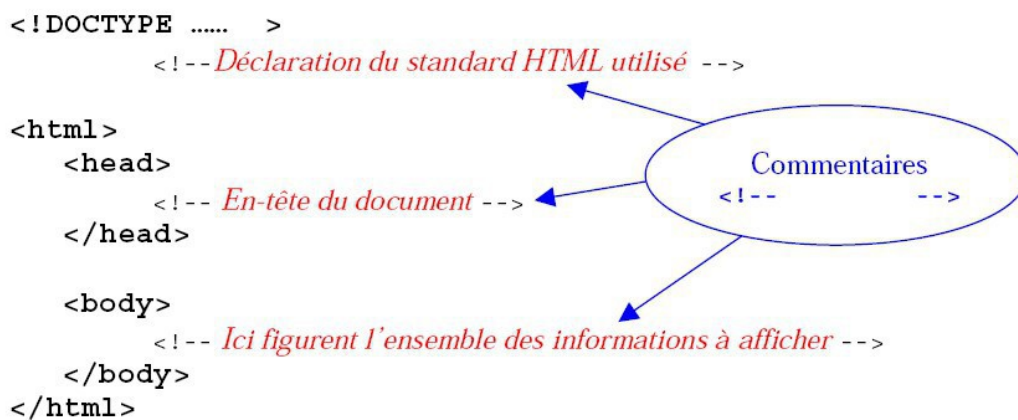 <!DOCTYPE ...... >
<!--Déclaration du standard HTML utilisé -->
<html>
<head>
Commentaires
<!-- En-tête du document -->
<!-- -->
</head>
<body>
<!-- Ici figurent l'ensemble des informations à afficher -->
</body>
</html>